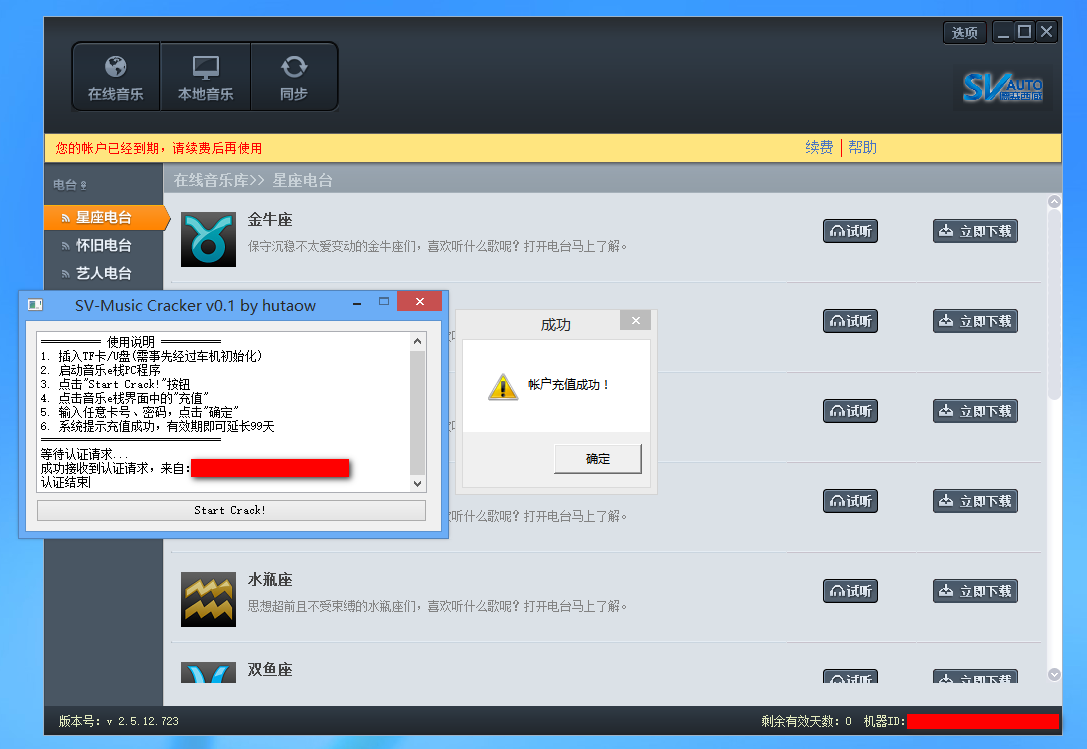 选项
在线音乐 本地音乐 同步
SV AUTO
您的帐户已经到期，请续费后再使用 续费 | 帮助
电台
在线音乐库>> 星座电台
星座电台
怀旧电台
艺人电台
金牛座
保守沉稳不太爱变动的金牛座们，喜欢听什么歌呢？打开电台马上了解。
试听 立即下载
试听 立即下载
试听 立即下载
试听 立即下载
听什么歌呢？打开电台马上了解。
水瓶座
思想超前且不受束缚的水瓶座们，喜欢听什么歌呢？打开电台马上了解。
试听 立即下载
双鱼座
试听 立即下载
SV-Music Cracker v0.1 by hutaow
========== 使用说明 ==========
1. 插入TF卡/U盘(需事先经过车机初始化)
2. 启动音乐e栈PC程序
3. 点击"Start Crack!"按钮
4. 点击音乐e栈界面中的"充值"
5. 输入任意卡号、密码，点击"确定"
6. 系统提示充值成功，有效期即可延长99天
==============================
等待认证请求...
成功接收到认证请求，来自:
认证结束
Start Crack!
成功
帐户充值成功！
确定
版本号: v 2.5.12.723 剩余有效天数: 0 机器ID: